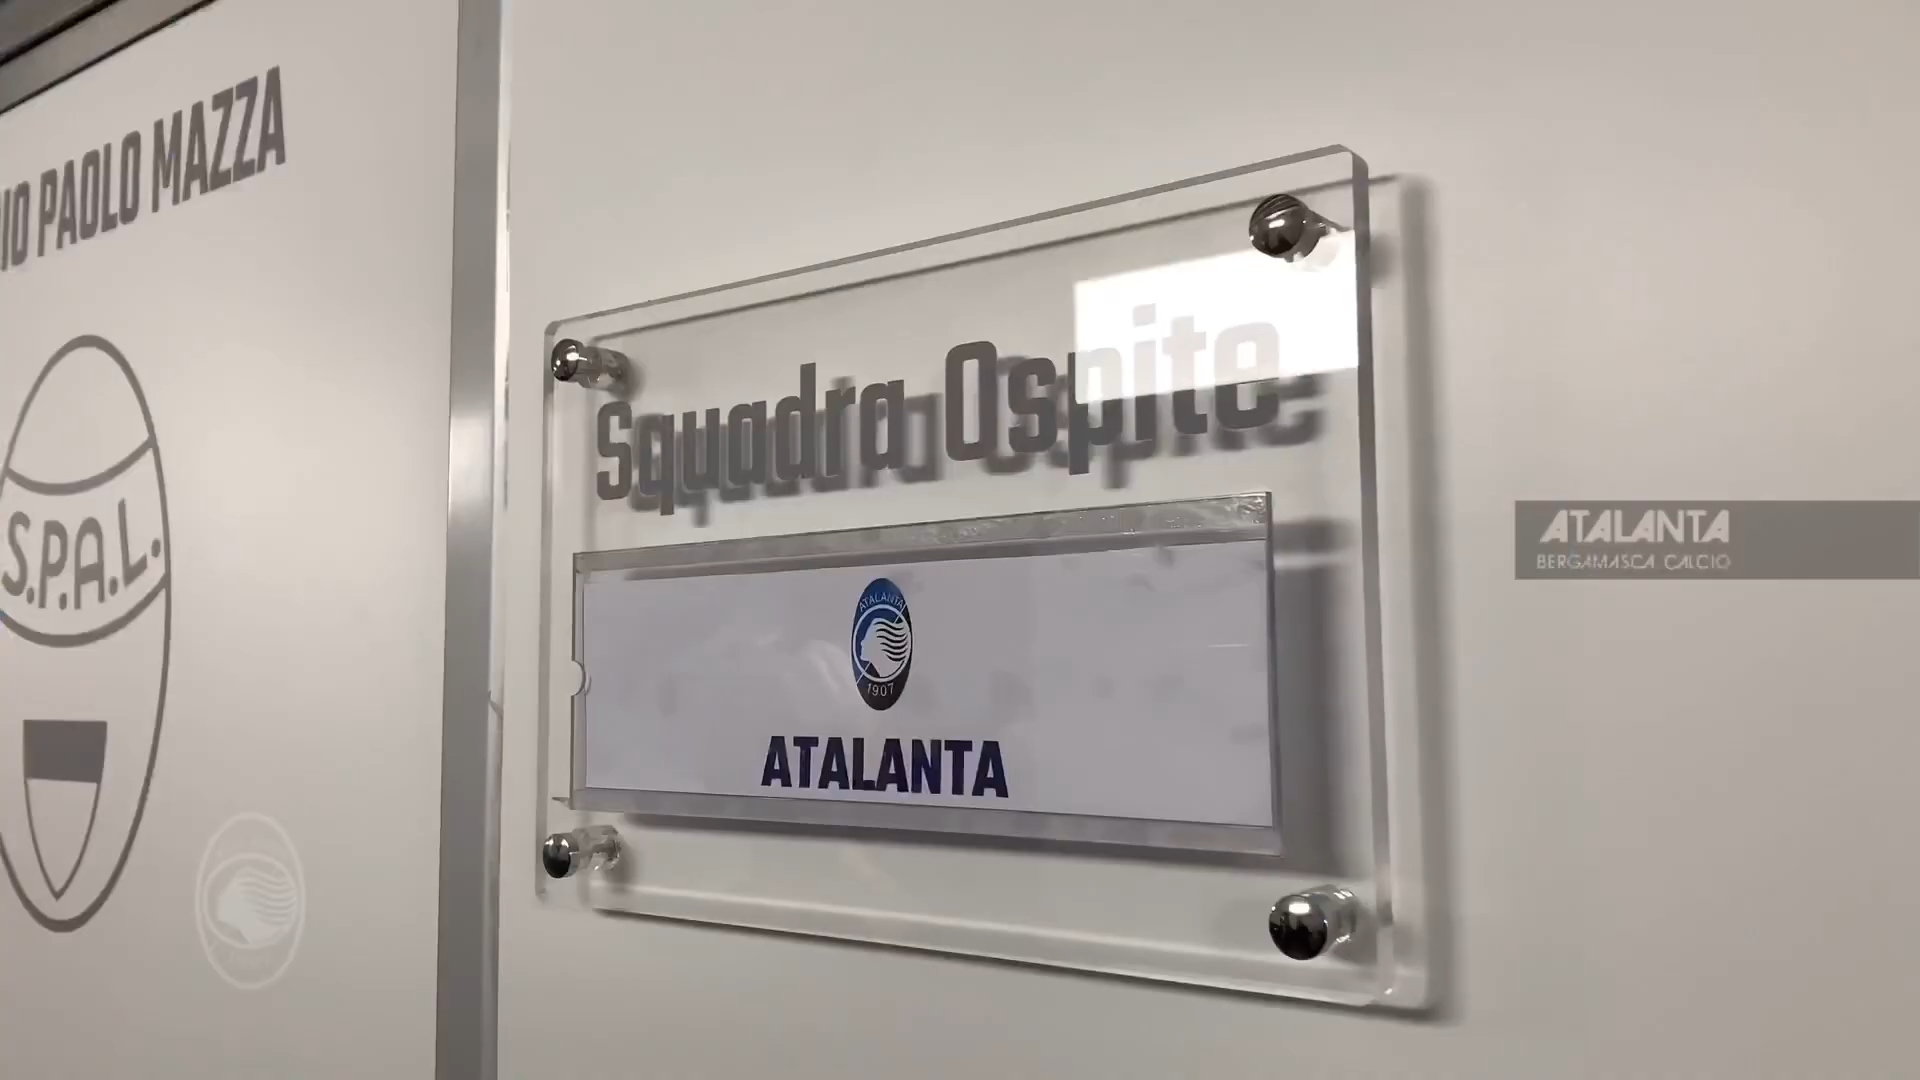 IO PAOLO MAZZA
S.P.A.L.
Squadra Ospite
ATALANTA
1907
ATALANTA
ATALANTA
BERGAMASCA CALCIO